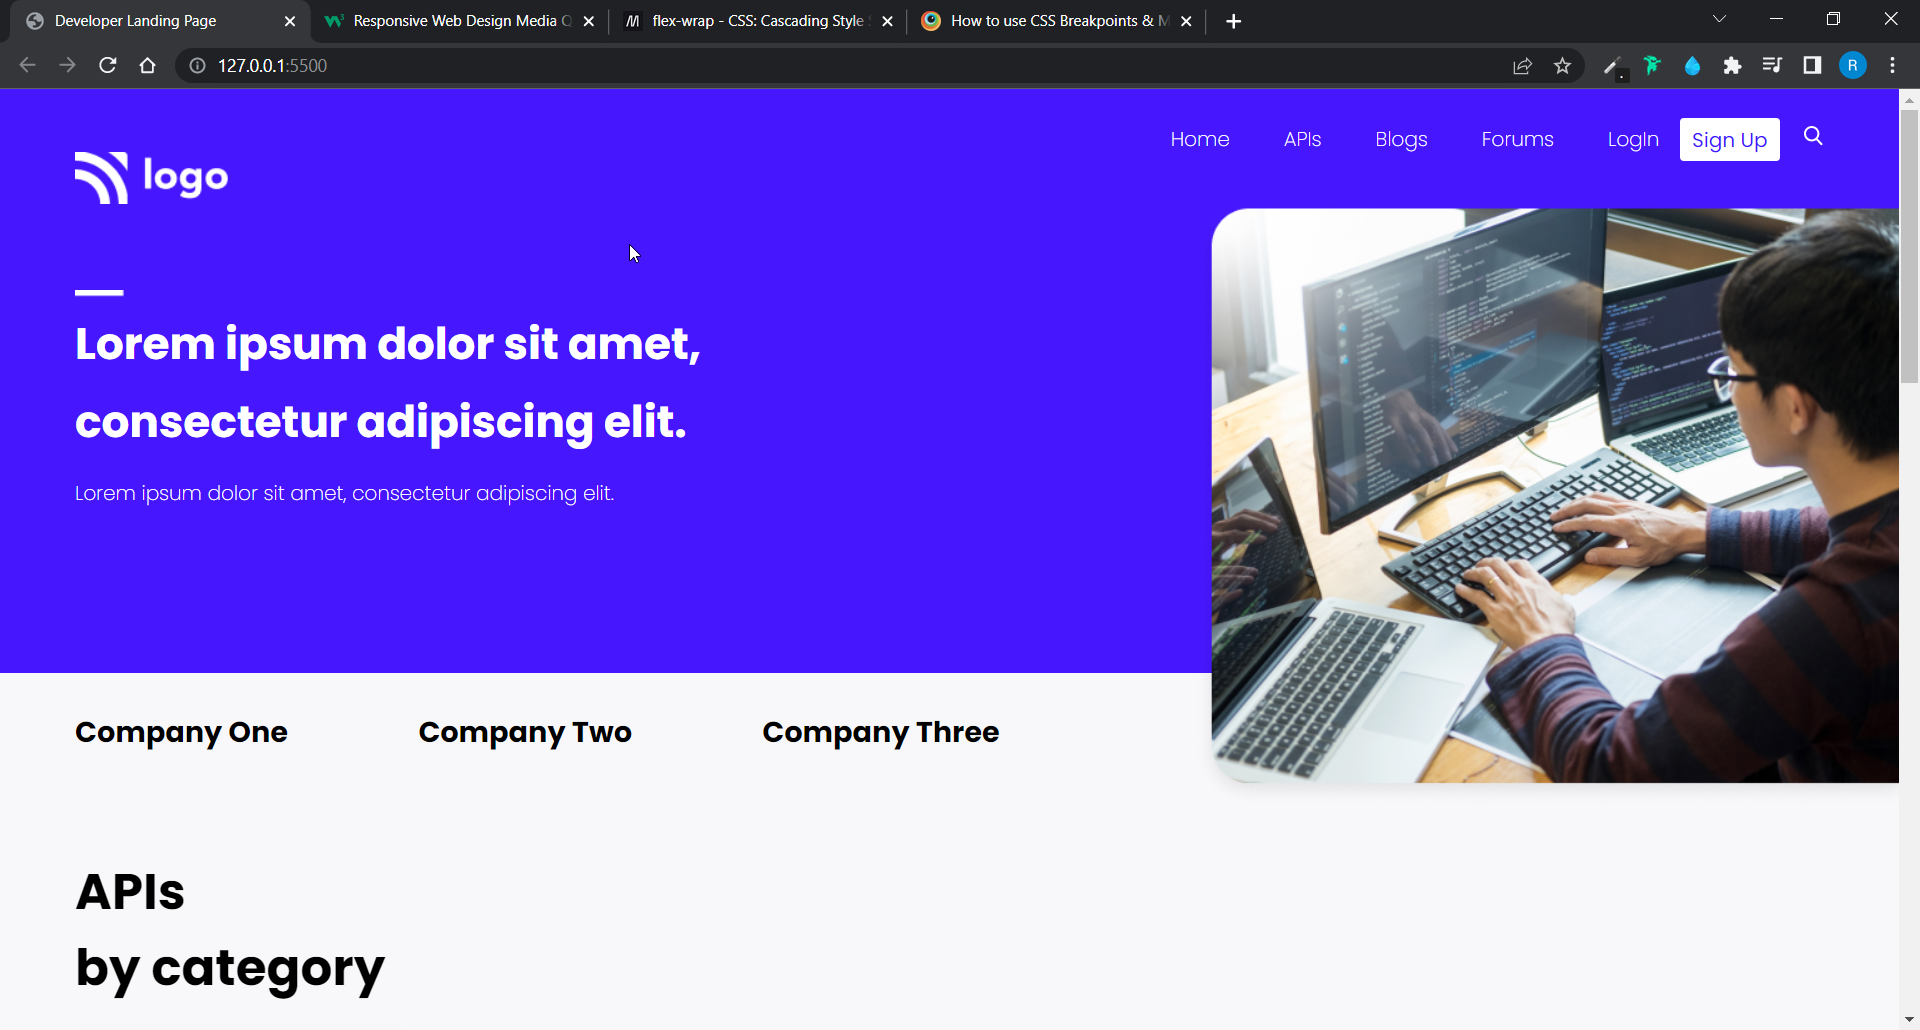 Developer Landing Page
Responsive Web Design Media Q
flex-wrap - CSS: Cascading Style
How to use CSS Breakpoints & M
127.0.0.1:5500
R
Home APIs Blogs Forums LogIn Sign Up
logo
Lorem ipsum dolor sit amet,
consectetur adipiscing elit.
Lorem ipsum dolor sit amet, consectetur adipiscing elit.
Company One Company Two Company Three
APIs
by category